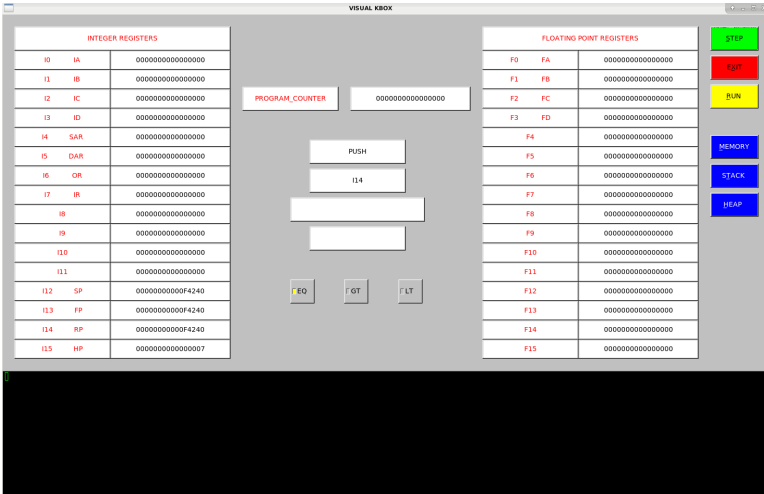 VISUAL KBOX
INTEGER REGISTERS
I0 IA 0000000000000000
I1 IB 0000000000000000
I2 IC 0000000000000000
I3 ID 0000000000000000
I4 SAR 0000000000000000
I5 DAR 0000000000000000
I6 OR 0000000000000000
I7 IR 0000000000000000
I8 0000000000000000
I9 0000000000000000
I10 0000000000000000
I11 0000000000000000
I12 SP 00000000000F4240
I13 FP 00000000000F4240
I14 RP 00000000000F4240
I15 HP 0000000000000007
PROGRAM_COUNTER 0000000000000000
PUSH
I14
EQ GT LT
FLOATING POINT REGISTERS
F0 FA 0000000000000000
F1 FB 0000000000000000
F2 FC 0000000000000000
F3 FD 0000000000000000
F4 0000000000000000
F5 0000000000000000
F6 0000000000000000
F7 0000000000000000
F8 0000000000000000
F9 0000000000000000
F10 0000000000000000
F11 0000000000000000
F12 0000000000000000
F13 0000000000000000
F14 0000000000000000
F15 0000000000000000
STEP
EXIT
RUN
MEMORY
STACK
HEAP